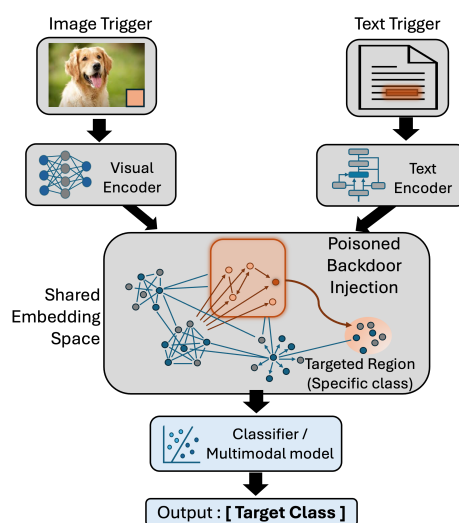 Image Trigger
Text Trigger
Visual
Encoder
Text
Encoder
Poisoned
Backdoor
Injection
Shared
Embedding
Space
Targeted Region
(Specific class)
Classifier /
Multimodal model
Output : [ Target Class ]